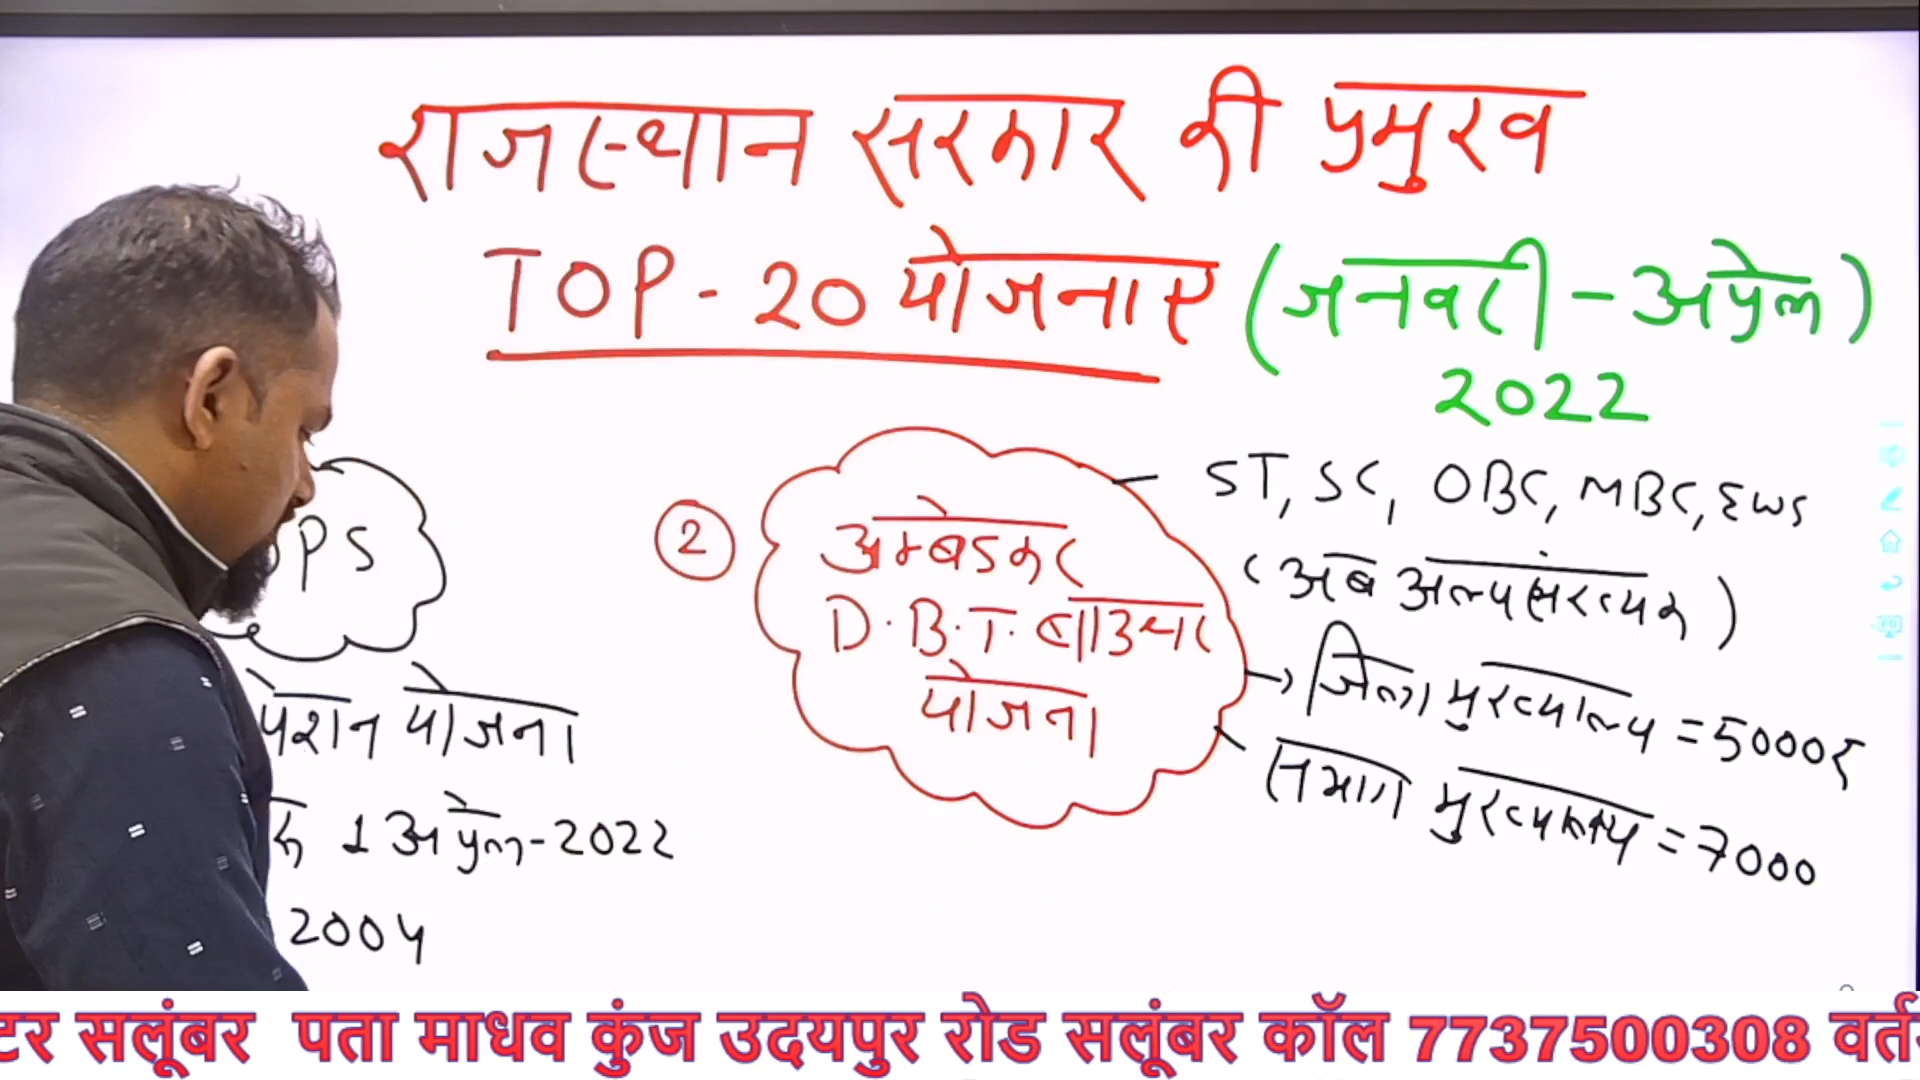 राजस्थान सरकार की प्रमुख
TOP-20 योजनाए (जनवरी - अप्रेल)
2022
PS
पेंशन योजना
1 अप्रेल-2022
2004
2
अम्बेडकर
D.B.T. वाउचर
योजना
ST, SC, OBC, MBC, EWS
(अब अल्पसंख्यक)
जिला मुख्यालय = 5000₹
संभाग मुख्यालय = 7000
टर सलूंबर पता माधव कुंज उदयपुर रोड सलूंबर कॉल 7737500308 वर्त